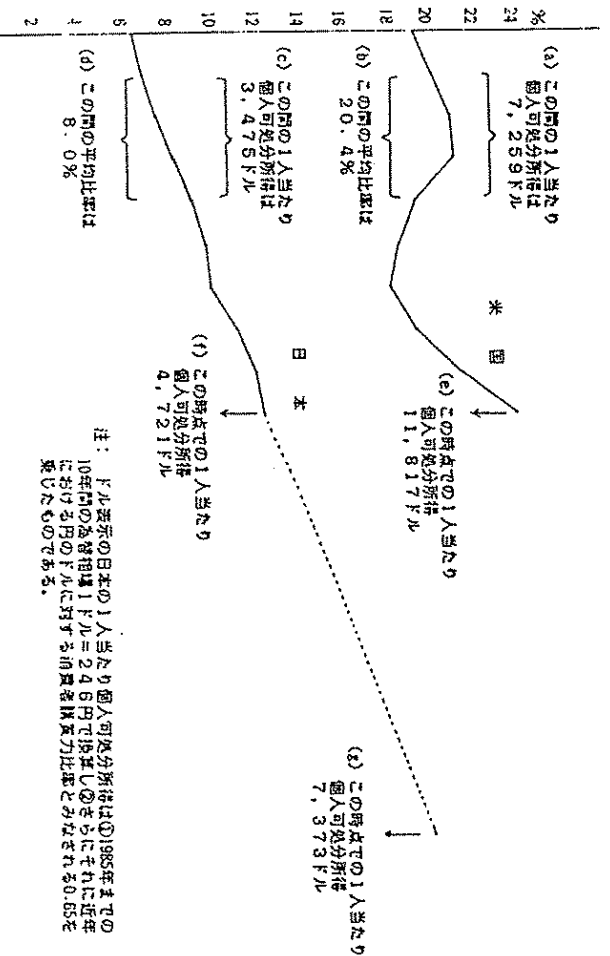 %
24
22
20
18
16
14
12
10
8
6
4
2
(a) この間の1人当たり
個人可処分所得は
7,259ドル
(b) この間の平均比率は
20.4%
(c) この間の1人当たり
個人可処分所得は
3,475ドル
(d) この間の平均比率は
8.0%
米国
日本
(e) この時点での1人当たり
個人可処分所得
11,817ドル
(f) この時点での1人当たり
個人可処分所得
4,721ドル
(g) この時点での1人当たり
個人可処分所得
7,373ドル
注: ドル表示の日本の1人当たり個人可処分所得は①1985年までの
10年間の為替相場1ドル=246円で換算し②さらにそれに近年
における円のドルに対する消費者購買力比率とみなされる0.65を
乗じたものである。